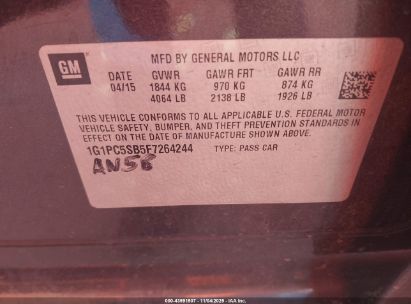 GM
MFD BY GENERAL MOTORS LLC
DATE GVWR GAWR FRT GAWR RR
04/15 1844 KG 970 KG 874 KG
4064 LB 2138 LB 1926 LB
THIS VEHICLE CONFORMS TO ALL APPLICABLE U.S. FEDERAL MOTOR
VEHICLE SAFETY, BUMPER, AND THEFT PREVENTION STANDARDS
IN EFFECT ON THE DATE OF MANUFACTURE SHOWN ABOVE.
1G1PC5SB5F7264244 TYPE: PASS CAR
AN58